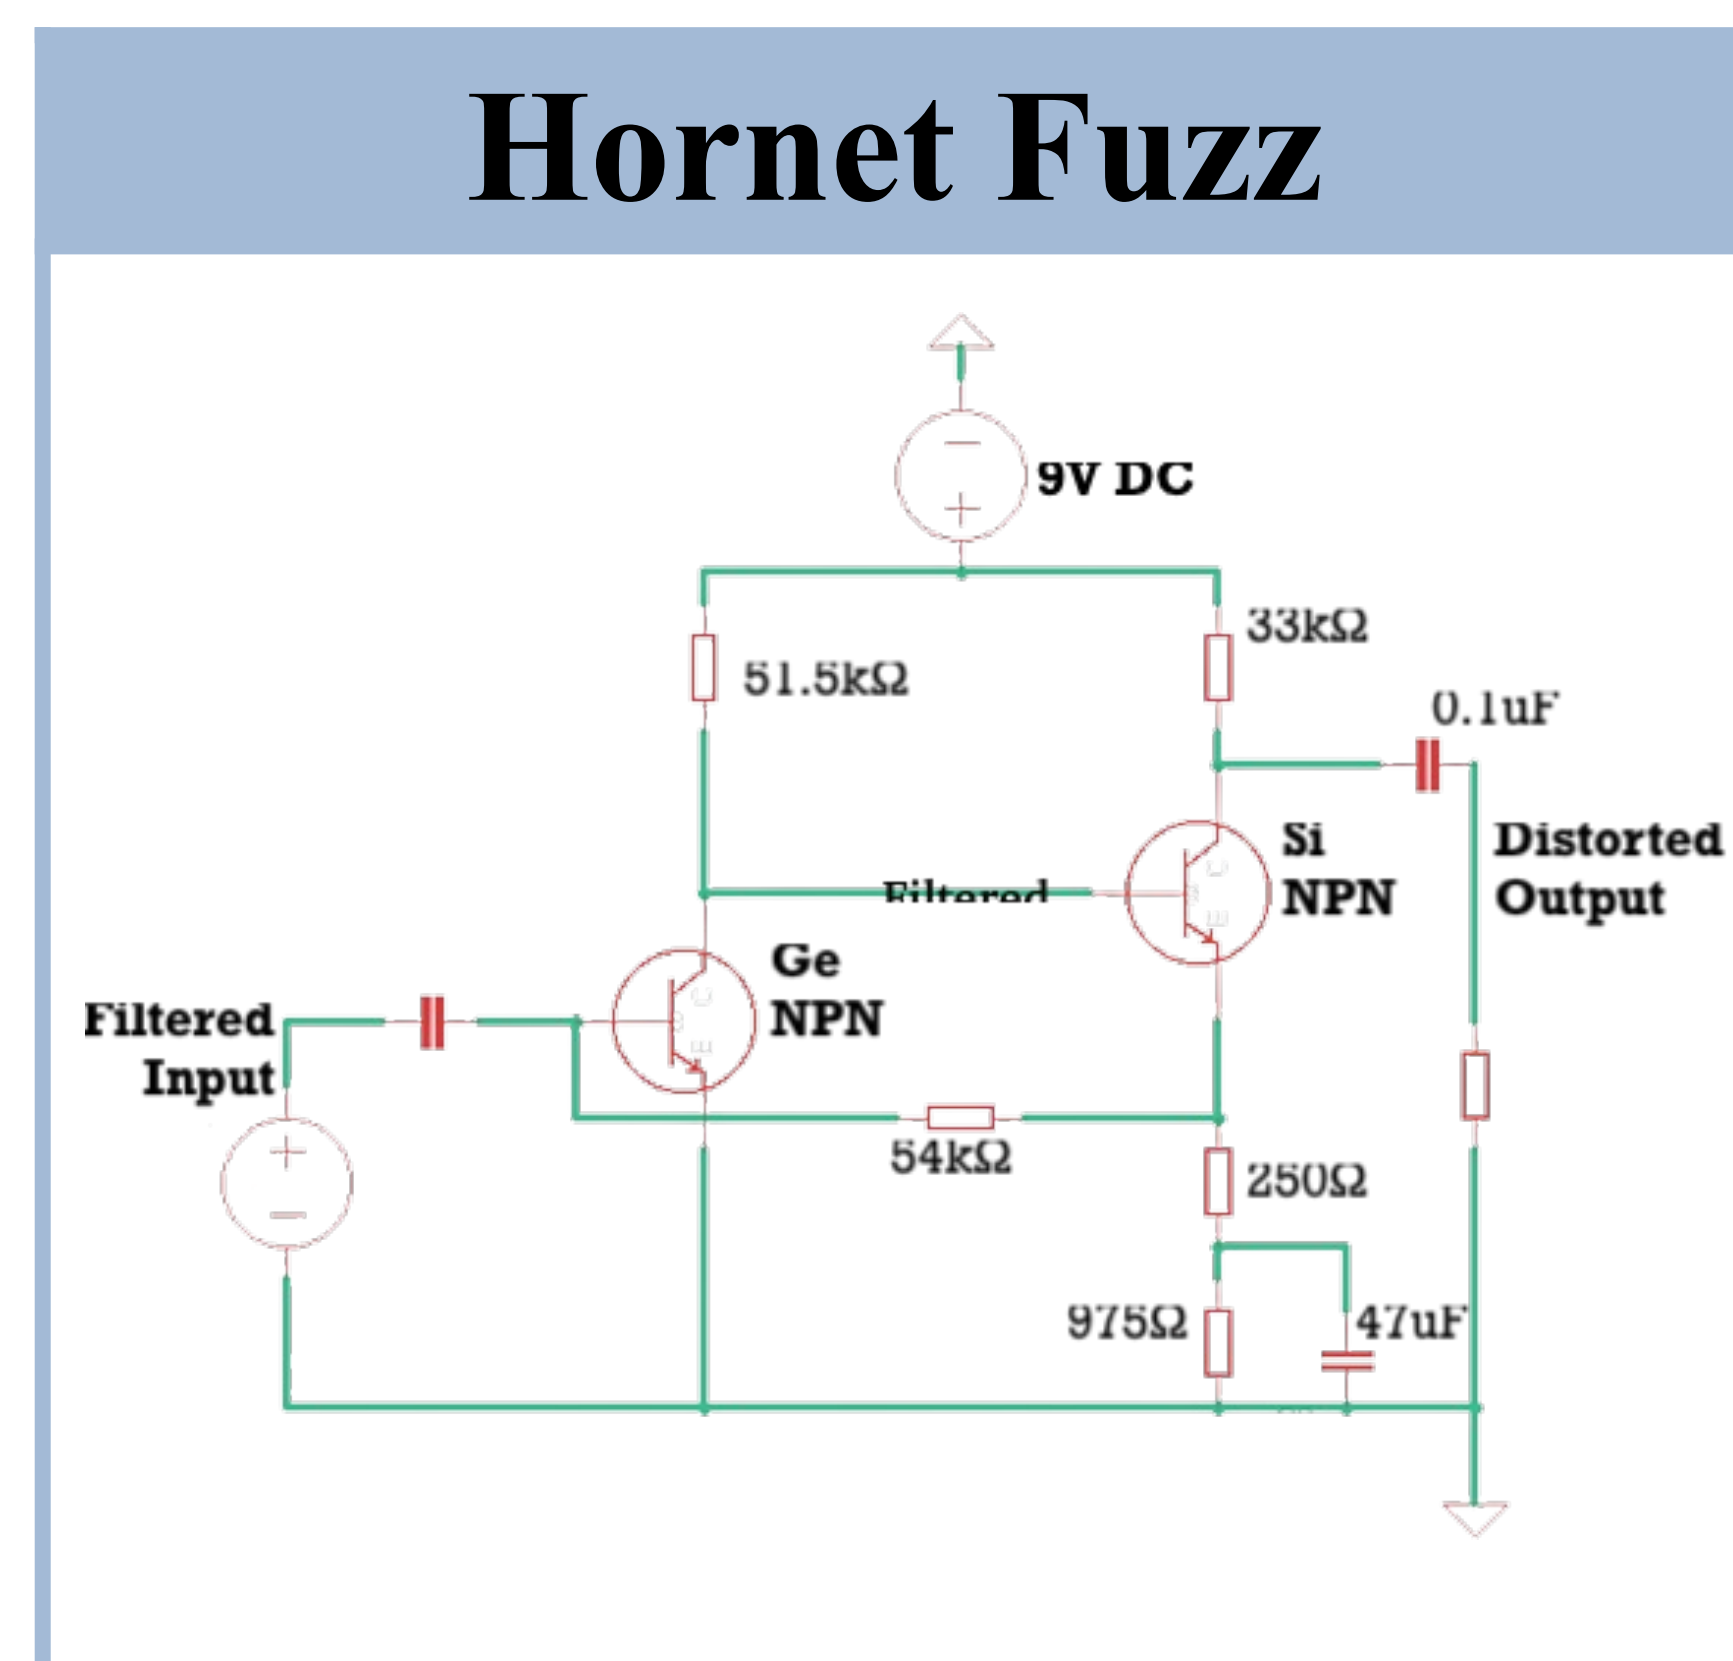 Hornet Fuzz
9V DC
33kΩ
51.5kΩ
0.1uF
Si
NPN
Distorted
Output
Filtered
Ge
NPN
Filtered
Input
54kΩ
250Ω
975Ω
47uF
C
B
E
C
B
E